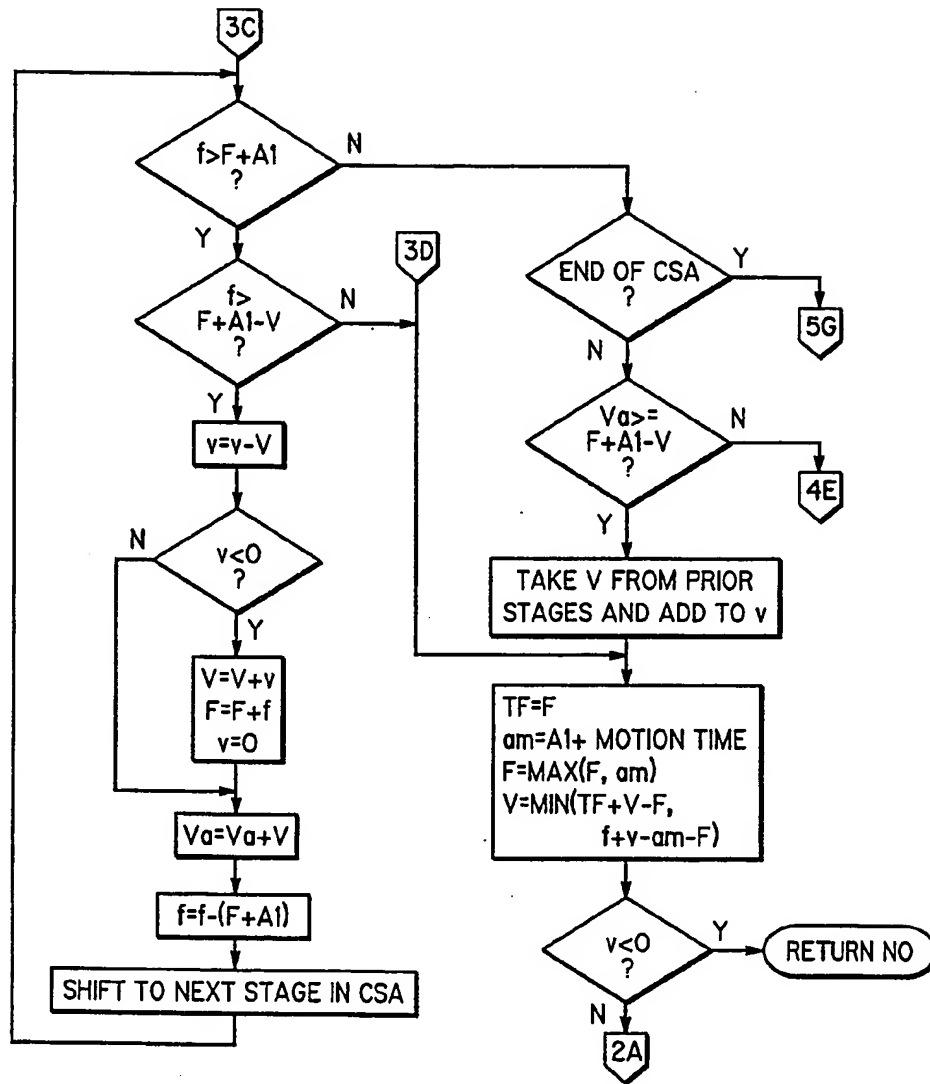 3C
f>F+A1
?
N
Y
3D
f>
F+A1-V
?
N
Y
END OF CSA
?
Y
5G
N
v=v-V
Va>=
F+A1-V
?
N
4E
Y
v<0
?
N
Y
TAKE V FROM PRIOR
STAGES AND ADD TO v
V=V+v
F=F+f
v=0
TF=F
am=A1+ MOTION TIME
F=MAX(F, am)
V=MIN(TF+V-F,
f+v-am-F)
Va=Va+V
f=f-(F+A1)
SHIFT TO NEXT STAGE IN CSA
v<0
?
Y
RETURN NO
N
2A